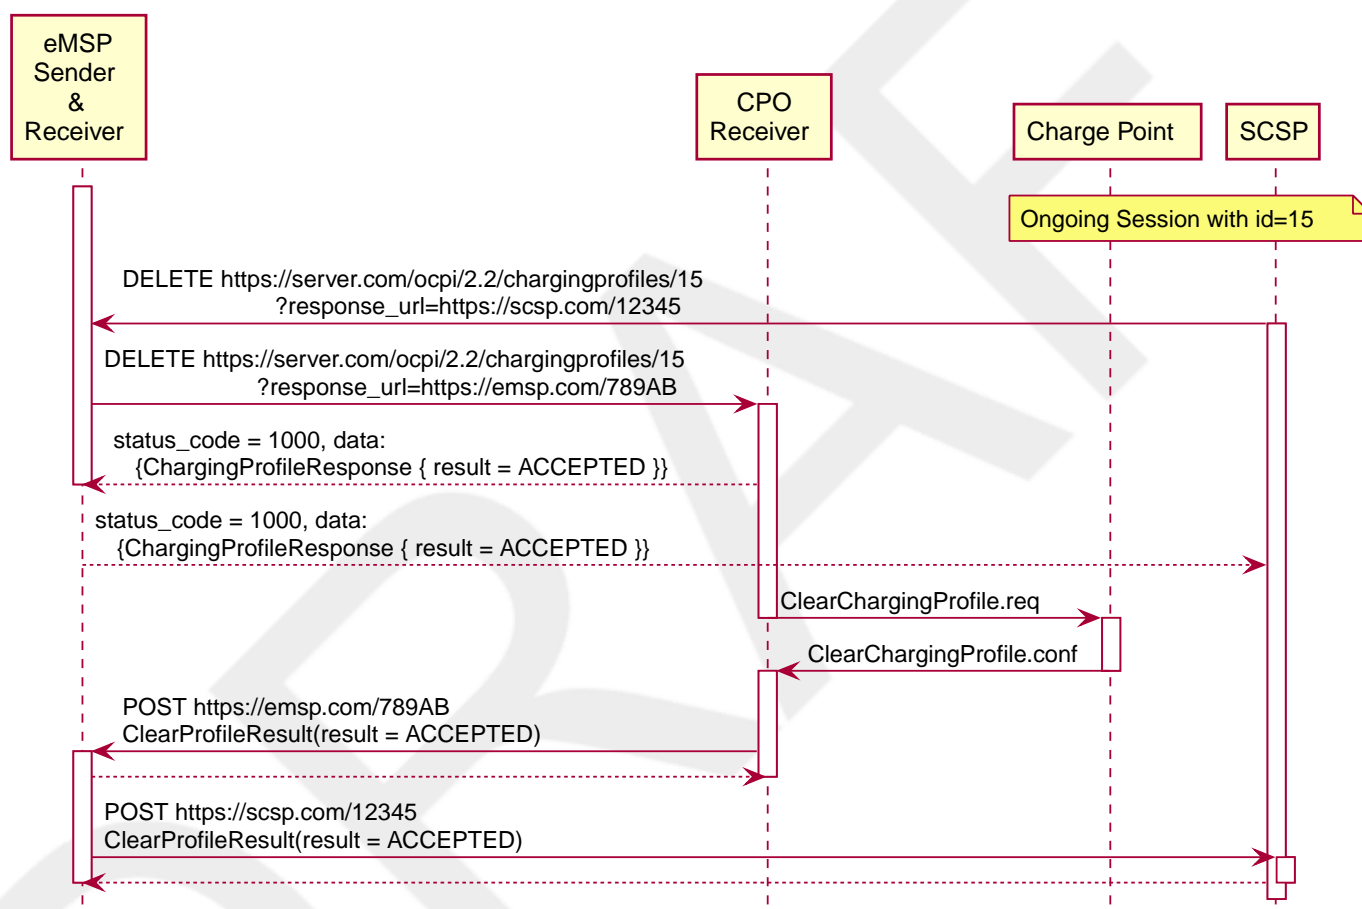 eMSP
Sender
&
Receiver
CPO
Receiver
Charge Point
SCSP
Ongoing Session with id=15
DELETE https://server.com/ocpi/2.2/chargingprofiles/15
?response_url=https://scsp.com/12345
DELETE https://server.com/ocpi/2.2/chargingprofiles/15
?response_url=https://emsp.com/789AB
status_code = 1000, data:
{ChargingProfileResponse { result = ACCEPTED }}
status_code = 1000, data:
{ChargingProfileResponse { result = ACCEPTED }}
ClearChargingProfile.req
ClearChargingProfile.conf
POST https://emsp.com/789AB
ClearProfileResult(result = ACCEPTED)
POST https://scsp.com/12345
ClearProfileResult(result = ACCEPTED)